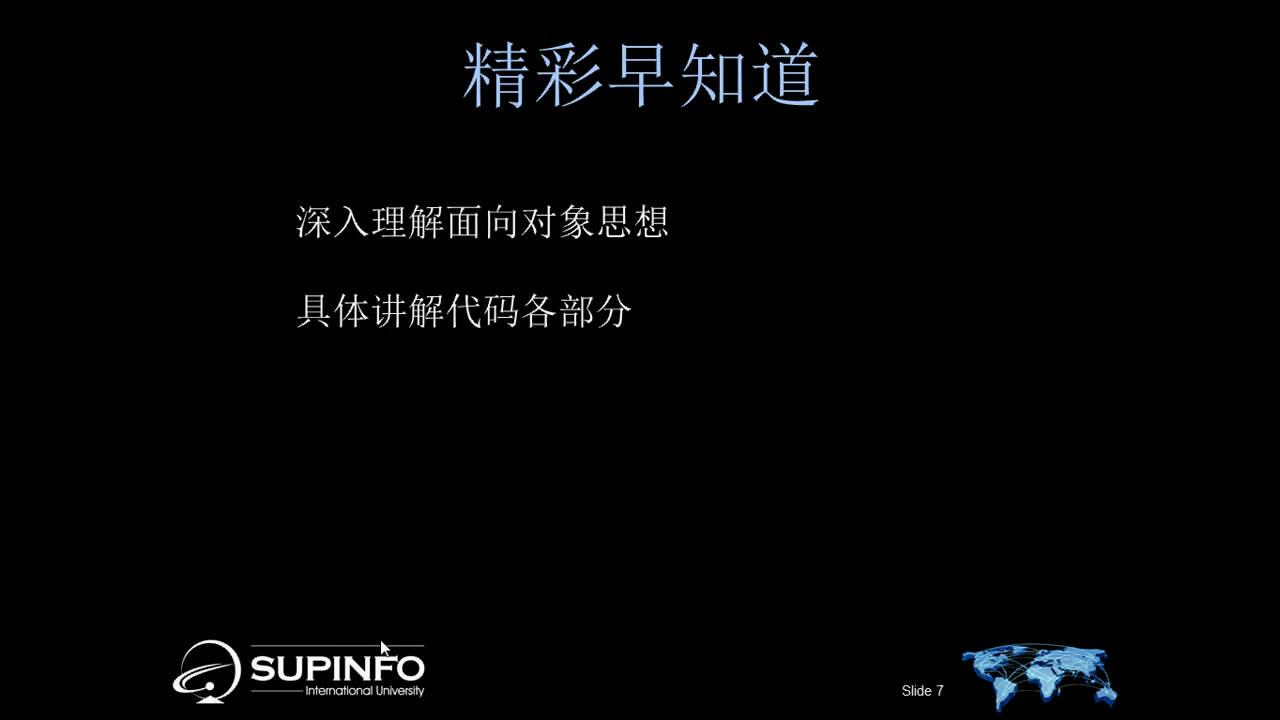 精彩早知道
深入理解面向对象思想
具体讲解代码各部分
SUPINFO
International University
Slide 7